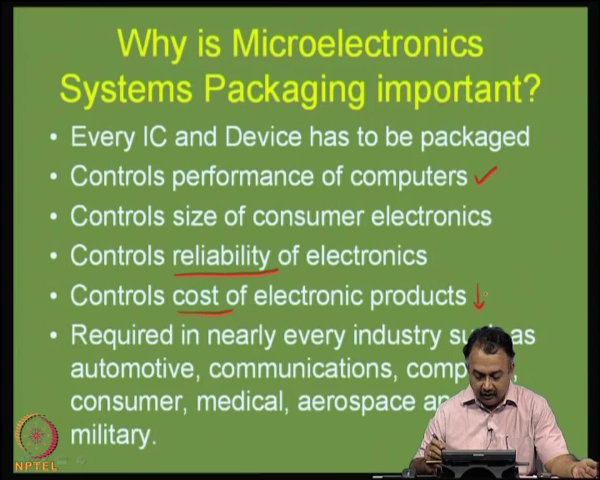 Why is Microelectronics
Systems Packaging important?
• Every IC and Device has to be packaged
• Controls performance of computers
• Controls size of consumer electronics
• Controls reliability of electronics
• Controls cost of electronic products
• Required in nearly every industry
automotive, communications,
consumer, medical, aerospace
military.
NPTEL